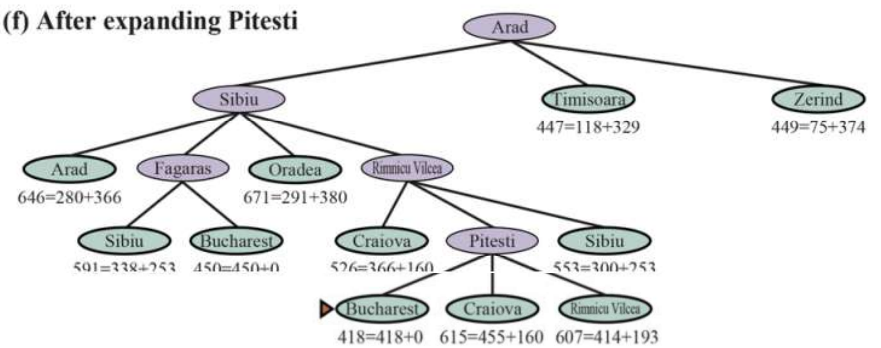 (f) After expanding Pitesti
Arad
Sibiu Timisoara Zerind
447=118+329 449=75+374
Arad Fagaras Oradea Rimnicu Vilcea
646=280+366 671=291+380
Sibiu Bucharest Craiova Pitesti Sibiu
591=338+253 450=450+0 526=366+160 553=300+253
Bucharest Craiova Rimnicu Vilcea
418=418+0 615=455+160 607=414+193